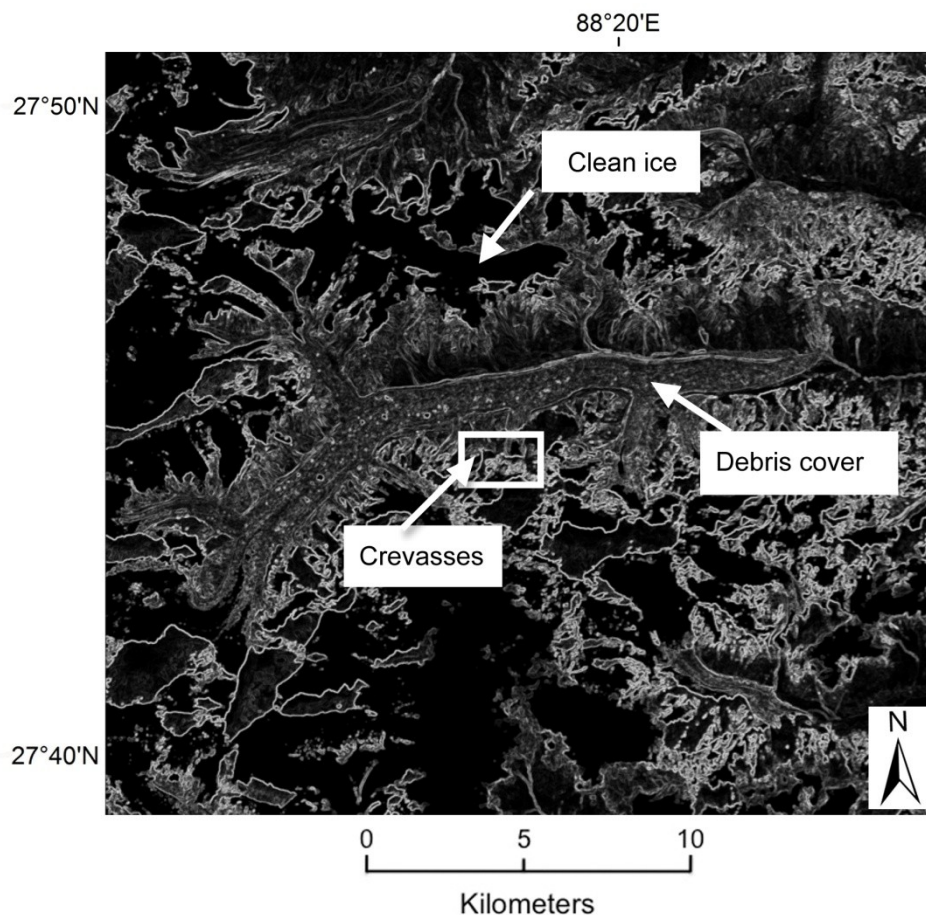 88°20'E
27°50'N
Clean ice
Debris cover
Crevasses
27°40'N
N
0 5 10
Kilometers